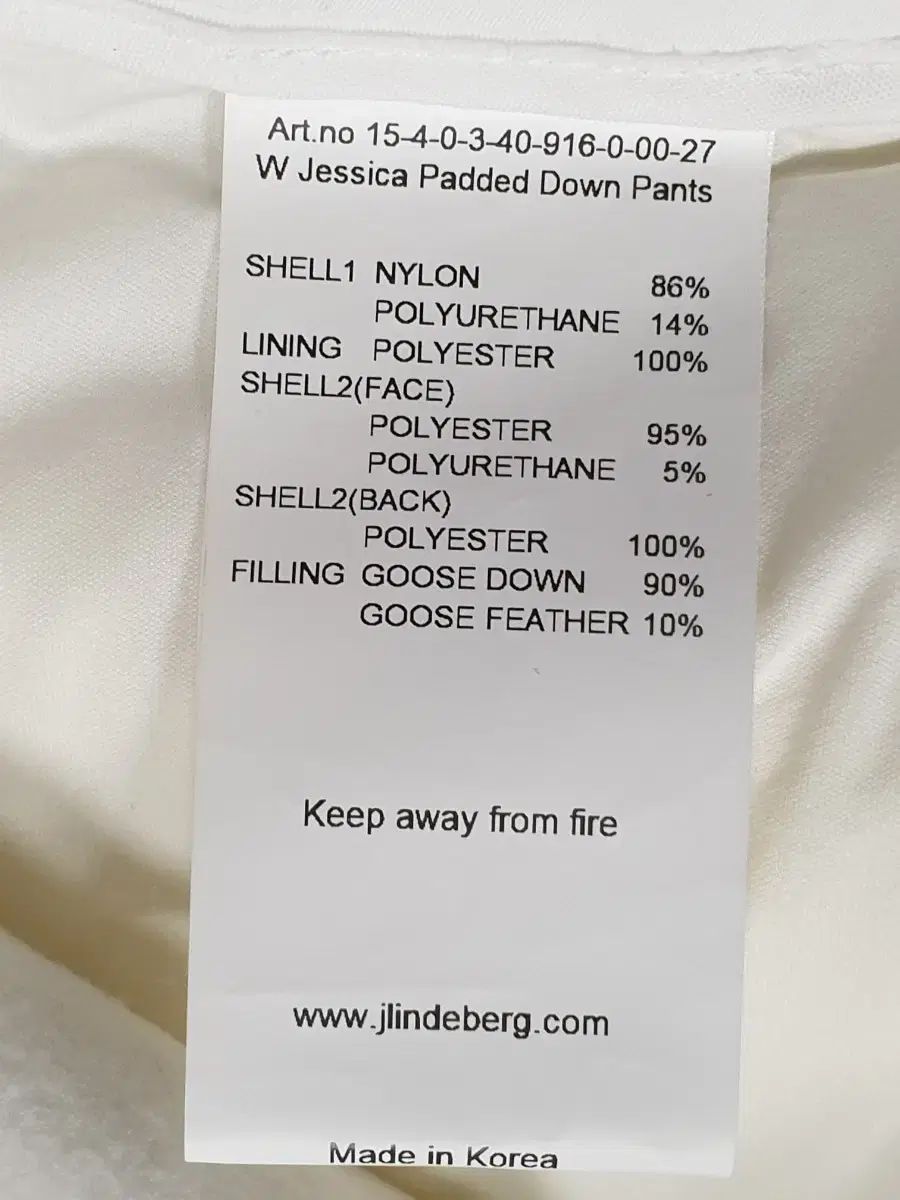 Art.no 15-4-0-3-40-916-0-00-27
W Jessica Padded Down Pants
SHELL1 NYLON 86%
POLYURETHANE 14%
LINING POLYESTER 100%
SHELL2(FACE)
POLYESTER 95%
POLYURETHANE 5%
SHELL2(BACK)
POLYESTER 100%
FILLING GOOSE DOWN 90%
GOOSE FEATHER 10%
Keep away from fire
www.jlindeberg.com
Made in Korea